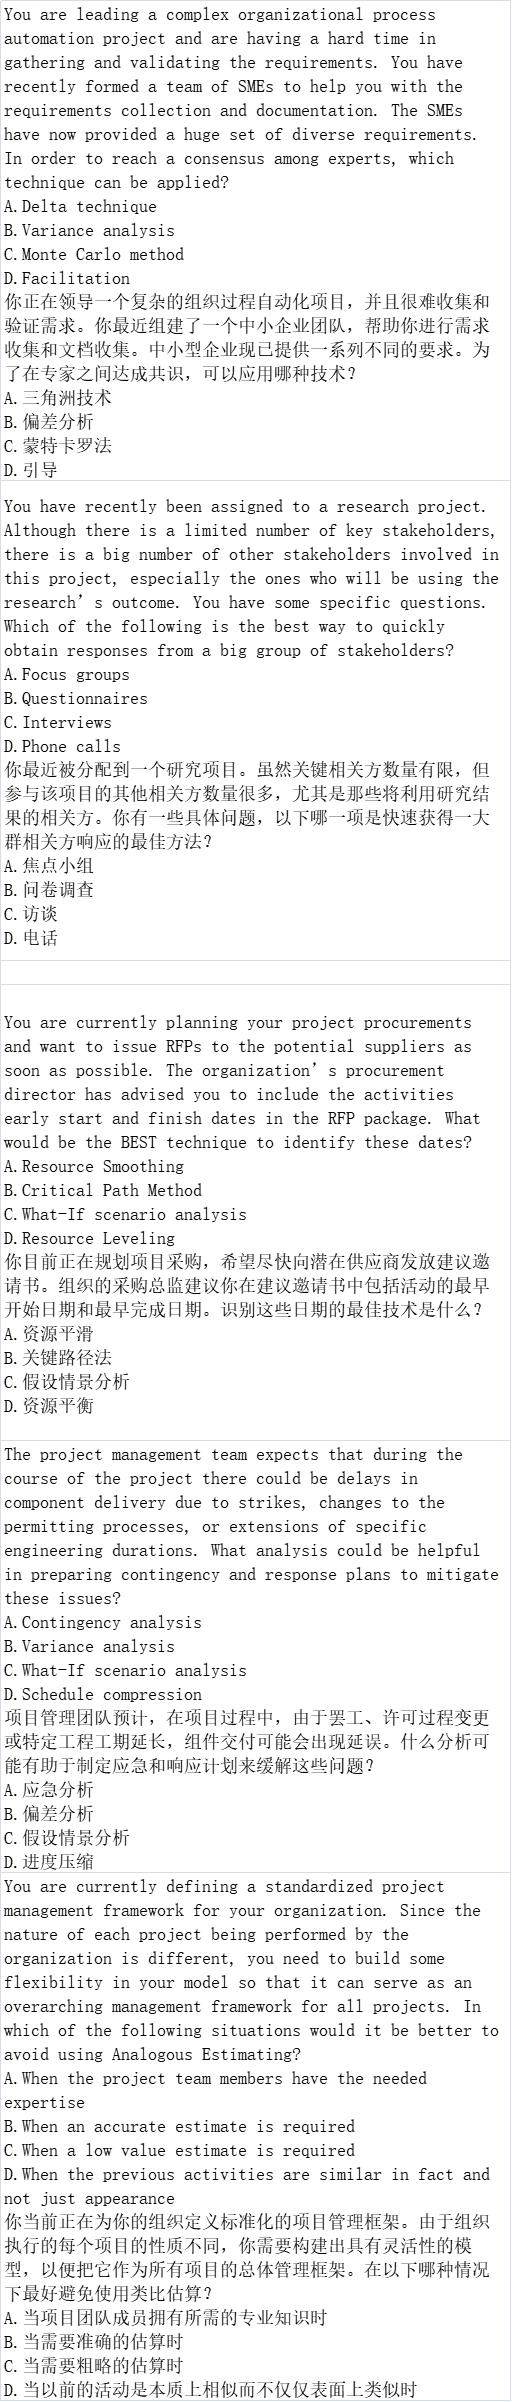 You are leading a complex organizational process
automation project and are having a hard time in
gathering and validating the requirements. You have
recently formed a team of SMEs to help you with the
requirements collection and documentation. The SMEs
have now provided a huge set of diverse requirements.
In order to reach a consensus among experts, which
technique can be applied?
A.Delta technique
B.Variance analysis
C.Monte Carlo method
D.Facilitation
你正在领导一个复杂的组织过程自动化项目，并且很难收集和
验证需求。你最近组建了一个中小企业团队，帮助你进行需求
收集和文档收集。中小型企业现已提供一系列不同的要求。为
了在专家之间达成共识，可以应用哪种技术？
A.三角洲技术
B.偏差分析
C.蒙特卡罗法
D.引导
You have recently been assigned to a research project.
Although there is a limited number of key stakeholders,
there is a big number of other stakeholders involved in
this project, especially the ones who will be using the
research’s outcome. You have some specific questions.
Which of the following is the best way to quickly
obtain responses from a big group of stakeholders?
A.Focus groups
B.Questionnaires
C.Interviews
D.Phone calls
你最近被分配到一个研究项目。虽然关键相关方数量有限，但
参与该项目的其他相关方数量很多，尤其是那些将利用研究结
果的相关方。你有一些具体问题，以下哪一项是快速获得一大
群相关方响应的最佳方法？
A.焦点小组
B.问卷调查
C.访谈
D.电话
You are currently planning your project procurements
and want to issue RFPs to the potential suppliers as
soon as possible. The organization’s procurement
director has advised you to include the activities
early start and finish dates in the RFP package. What
would be the BEST technique to identify these dates?
A.Resource Smoothing
B.Critical Path Method
C.What-If scenario analysis
D.Resource Leveling
你目前正在规划项目采购，希望尽快向潜在供应商发放建议邀
请书。组织的采购总监建议你在建议邀请书中包括活动的最早
开始日期和最早完成日期。识别这些日期的最佳技术是什么？
A.资源平滑
B.关键路径法
C.假设情景分析
D.资源平衡
The project management team expects that during the
course of the project there could be delays in
component delivery due to strikes, changes to the
permitting processes, or extensions of specific
engineering durations. What analysis could be helpful
in preparing contingency and response plans to mitigate
these issues?
A.Contingency analysis
B.Variance analysis
C.What-If scenario analysis
D.Schedule compression
项目管理团队预计，在项目过程中，由于罢工、许可过程变更
或特定工程工期延长，组件交付可能会出现延误。什么分析可
能有助于制定应急和响应计划来缓解这些问题？
A.应急分析
B.偏差分析
C.假设情景分析
D.进度压缩
You are currently defining a standardized project
management framework for your organization. Since the
nature of each project being performed by the
organization is different, you need to build some
flexibility in your model so that it can serve as an
overarching management framework for all projects. In
which of the following situations would it be better to
avoid using Analogous Estimating?
A.When the project team members have the needed
expertise
B.When an accurate estimate is required
C.When a low value estimate is required
D.When the previous activities are similar in fact and
not just appearance
你当前正在为你的组织定义标准化的项目管理框架。由于组织
执行的每个项目的性质不同，你需要构建出具有灵活性的模
型，以便把它作为所有项目的总体管理框架。在以下哪种情况
下最好避免使用类比估算？
A.当项目团队成员拥有所需的专业知识时
B.当需要准确的估算时
C.当需要粗略的估算时
D.当以前的活动是本质上相似而不仅仅表面上类似时